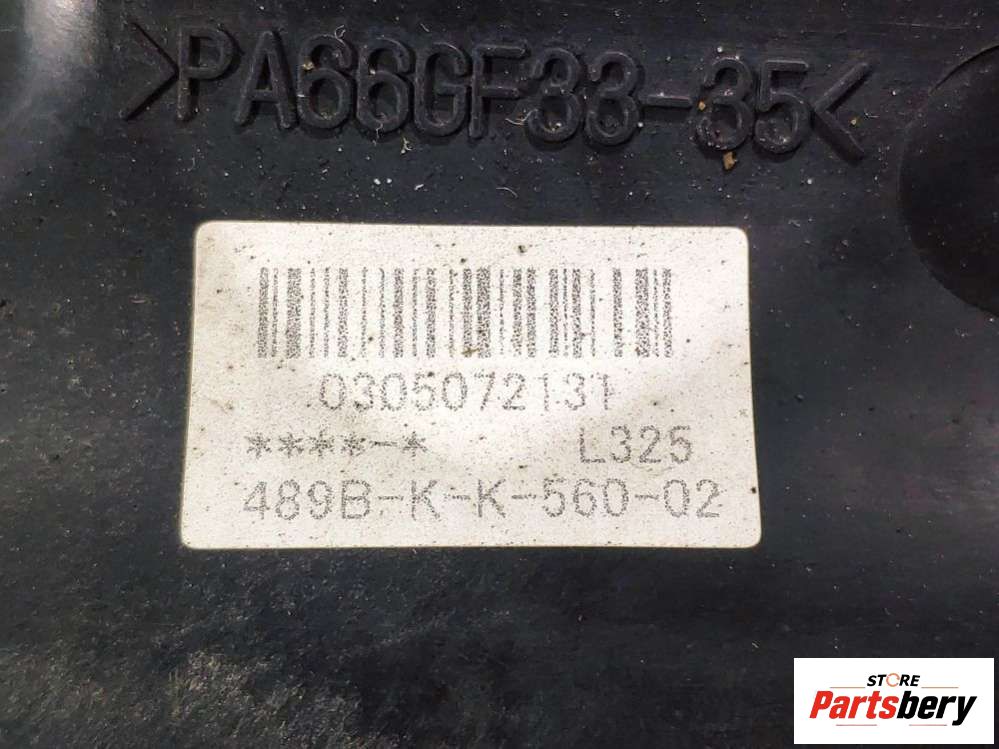 >PA66GF33-35<
0305072131
****-* L325
489B-K-K-560-02
STORE
Partsbery